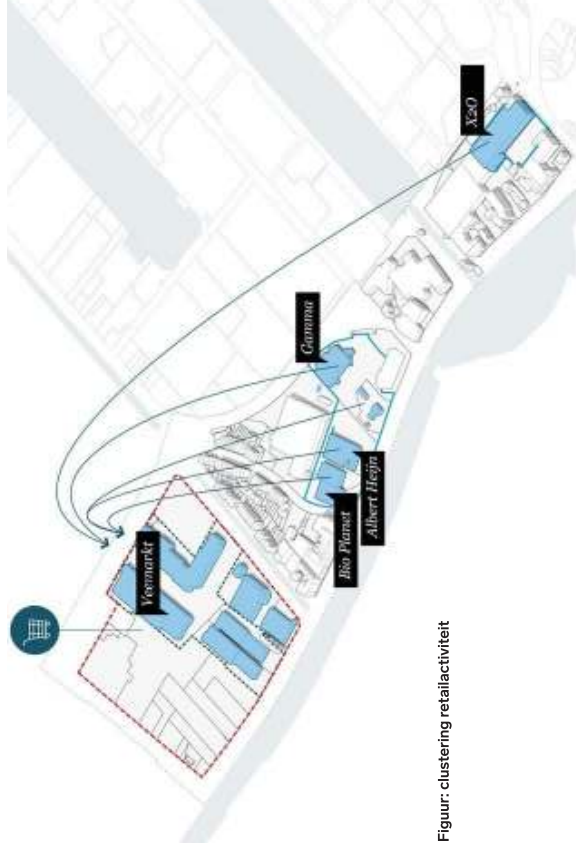 X2O
Gamma
Albert Heijn
Bio Planet
Veemarkt
Figuur: clustering retailactiviteit